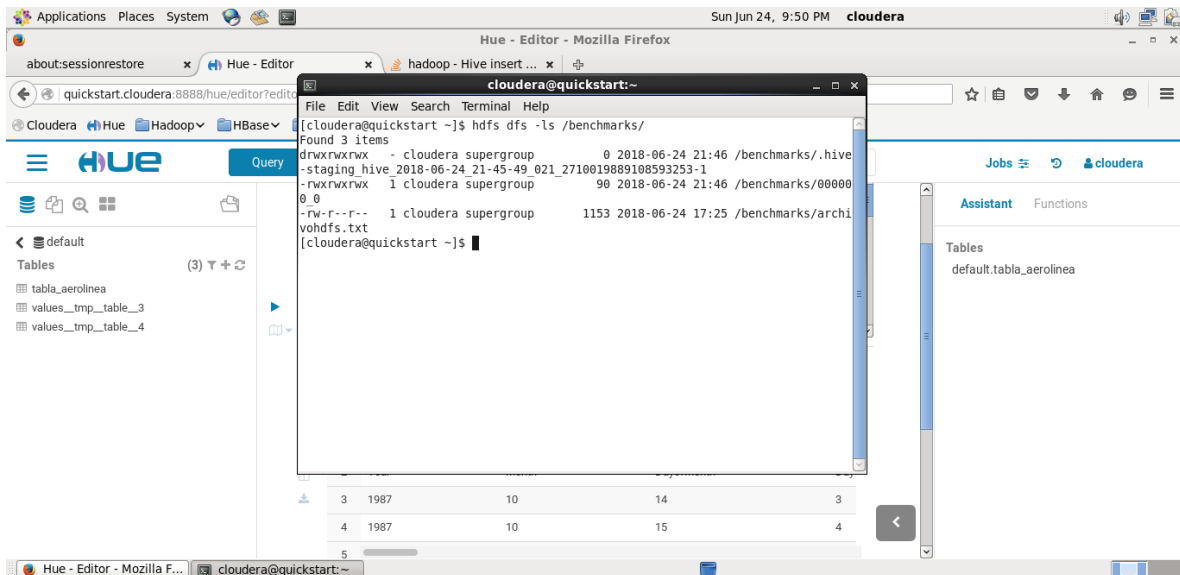 Applications Places System Sun Jun 24, 9:50 PM cloudera
Hue - Editor - Mozilla Firefox
about:sessionrestore × Hue - Editor × hadoop - Hive insert ... ×
quickstart.cloudera:8888/hue/editor?edito
Cloudera Hue Hadoop HBase
HUE Query Jobs cloudera
cloudera@quickstart:~
File Edit View Search Terminal Help
[cloudera@quickstart ~]$ hdfs dfs -ls /benchmarks/
Found 3 items
drwxrwxrwx - cloudera supergroup 0 2018-06-24 21:46 /benchmarks/.hive
-staging_hive_2018-06-24_21-45-49_021_2710019889108593253-1
-rwxrwxrwx 1 cloudera supergroup 90 2018-06-24 21:46 /benchmarks/00000
0_0
-rw-r--r-- 1 cloudera supergroup 1153 2018-06-24 17:25 /benchmarks/archi
vohdfs.txt
[cloudera@quickstart ~]$
default
Tables (3)
tabla_aerolinea
values__tmp__table__3
values__tmp__table__4
Assistant Functions
Tables
default.tabla_aerolinea
3 1987 10 14 3
4 1987 10 15 4
5
Hue - Editor - Mozilla F... cloudera@quickstart:~